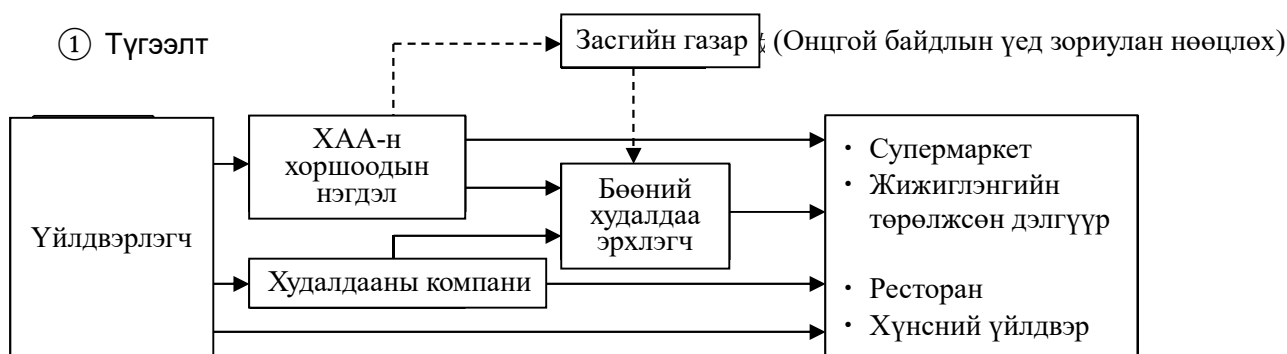 ① Түгээлт
Засгийн газар
(Онцгой байдлын үед зориулан нөөцлөх)
ХАА-н
хоршоодын
нэгдэл
Бөөний
худалдаа
эрхлэгч
Үйлдвэрлэгч
Худалдааны компани
・ Супермаркет
・ Жижиглэнгийн
төрөлжсөн дэлгүүр
・ Ресторан
・ Хүнсний үйлдвэр